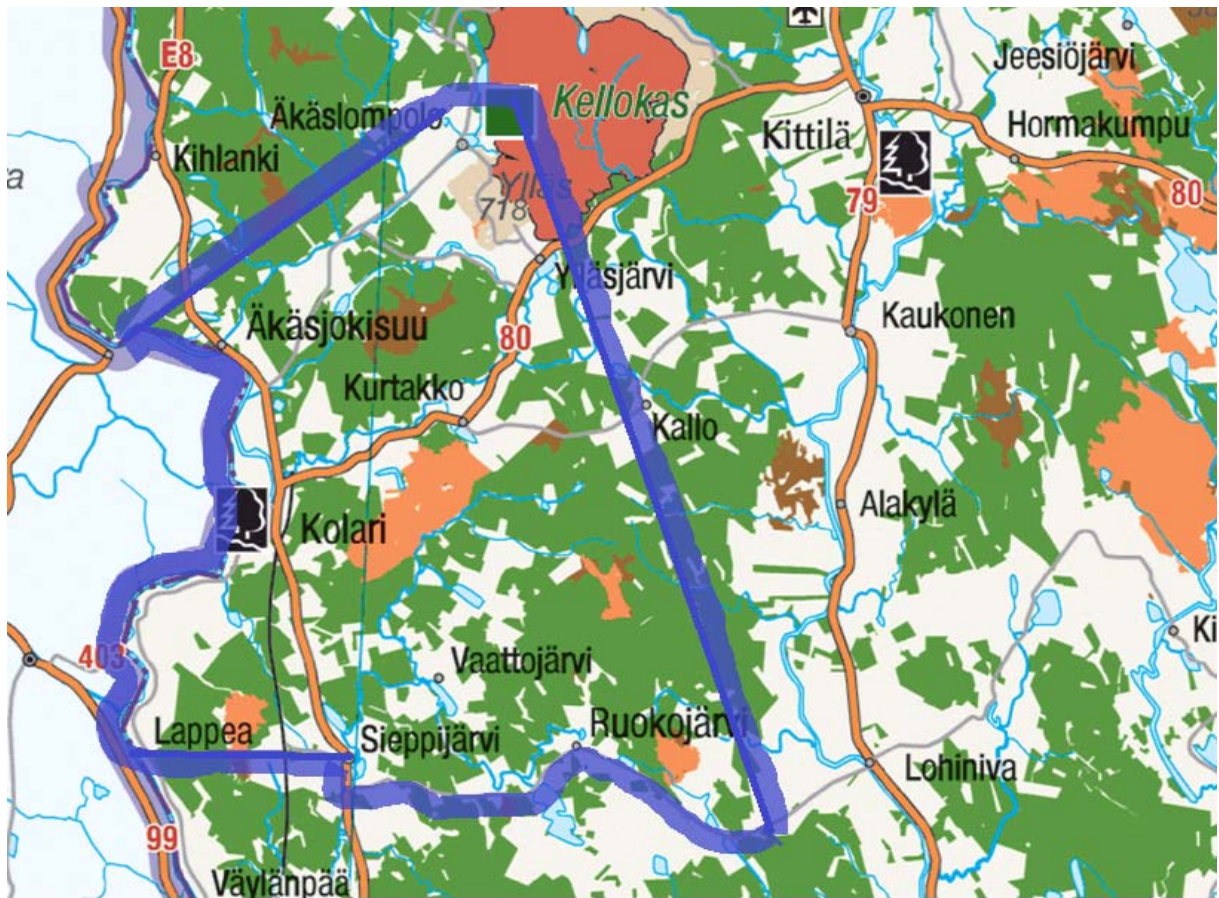 E8
Jeesiöjärvi
Kellokas
Äkäslompolo
Kittilä
Hormakumpu
Kihlanki
Ylläs
718
79
80
Ylläsjärvi
Äkäsjokisuu
80
Kaukonen
Kurtakko
Kallo
Alakylä
Kolari
Ki
403
Vaattojärvi
Lappea
Sieppijärvi
Ruokojärvi
Lohiniva
99
Väylänpää